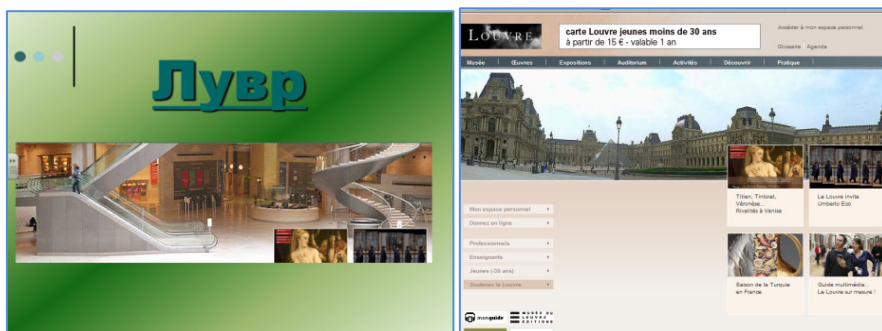 Лувр
LOUVRE
carte Louvre jeunes moins de 30 ans
à partir de 15 € - valable 1 an
Accéder à mon espace personnel
Glossaire Agenda
Musée Œuvres Expositions Auditorium Activités Découvrir Pratique
Titien, Tintoret,
Véronèse...
Rivalités à Venise
Le Louvre invite
Umberto Eco
Mon espace personnel
Donnez en ligne
Professionnels
Enseignants
Jeunes (-30 ans)
Soutenez le Louvre
Saison de la Turquie
en France
Guide multimédia...
Le Louvre sur mesure !
monguide
MUSÉE DU
LOUVRE
ÉDITIONS